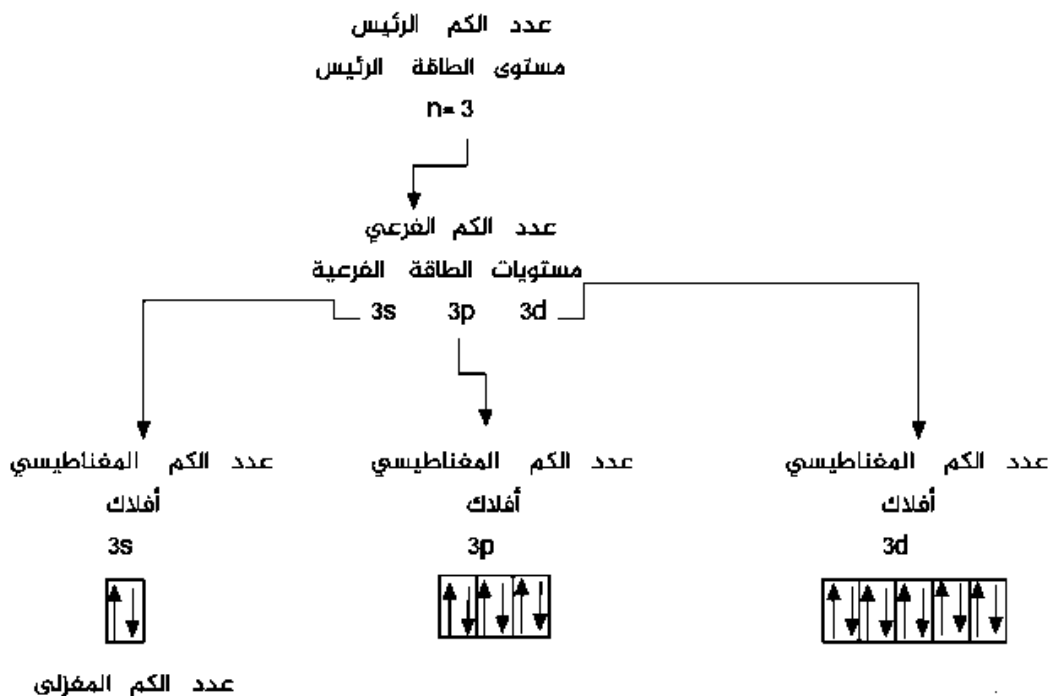 عدد الكم الرئيس
مستوى الطاقة الرئيس
n= 3
عدد الكم الفرعي
مستويات الطاقة الفرعية
3s 3p 3d
عدد الكم المغناطيسي
أفلاك
3s
عدد الكم المغناطيسي
أفلاك
3p
عدد الكم المغناطيسي
أفلاك
3d
عدد الكم المغزلي